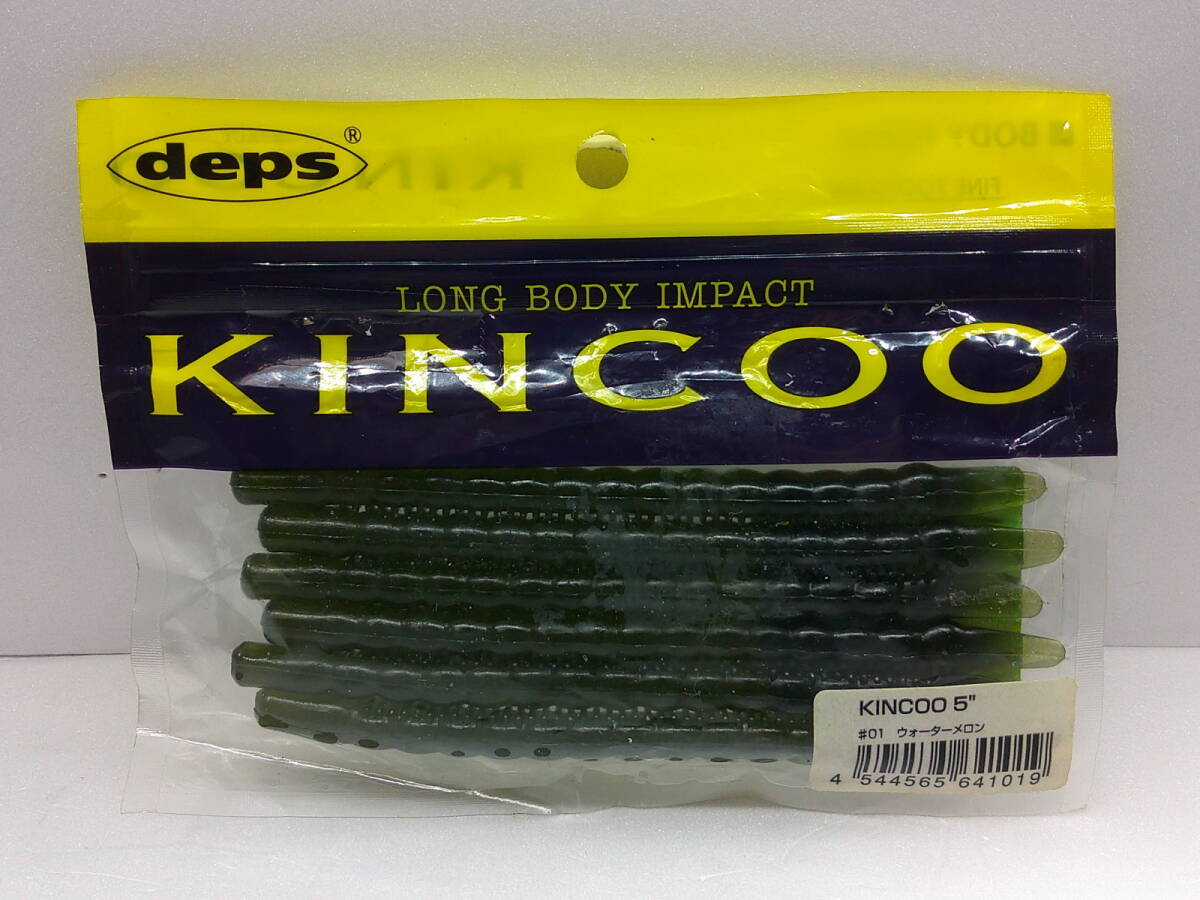 deps®
LONG BODY IMPACT
KINCOO
KINCOO 5"
#01 ウォーターメロン
4 544565 641019